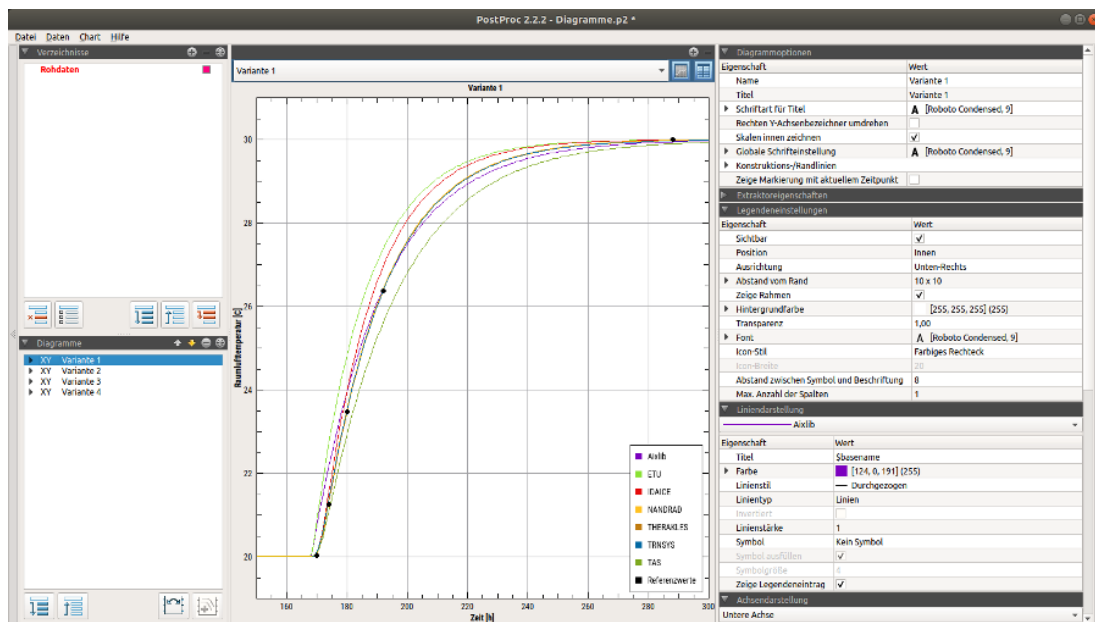 PostProc 2.2.2 - Diagramme.p2 *
Datei Daten Chart Hilfe
Verzeichnisse
Rohdaten
Diagramme
XY Variante 1
XY Variante 2
XY Variante 3
XY Variante 4
Variante 1
Variante 1
Raumlufttemperatur [C]
30
28
26
24
22
20
160 180 200 220 240 260 280 300
Zeit [h]
Aixlib
ETU
IDAICE
NANDRAD
THERAKLES
TRNSYS
TAS
Referenzwerte
Diagrammoptionen
Eigenschaft Wert
Name Variante 1
Titel Variante 1
Schriftart für Titel A [Roboto Condensed, 9]
Rechten Y-Achsenbezeichner umdrehen
Skalen innen zeichnen
Globale Schrifteinstellung A [Roboto Condensed, 9]
Konstruktions-/Randlinien
Zeige Markierung mit aktuellem Zeitpunkt
Extraktoreigenschaften
Legendeneinstellungen
Eigenschaft Wert
Sichtbar
Position Innen
Ausrichtung Unten-Rechts
Abstand vom Rand 10 x 10
Zeige Rahmen
Hintergrundfarbe [255, 255, 255] (255)
Transparenz 1,00
Font A [Roboto Condensed, 9]
Icon-Stil Farbiges Rechteck
Icon-Breite 20
Abstand zwischen Symbol und Beschriftung 8
Max. Anzahl der Spalten 1
Liniendarstellung
Aixlib
Eigenschaft Wert
Titel $basename
Farbe [124, 0, 191] (255)
Linienstil Durchgezogen
Linientyp Linien
Invertiert
Linienstärke 1
Symbol Kein Symbol
Symbol ausfüllen
Symbolgröße 4
Zeige Legendeneintrag
Achsendarstellung
Untere Achse